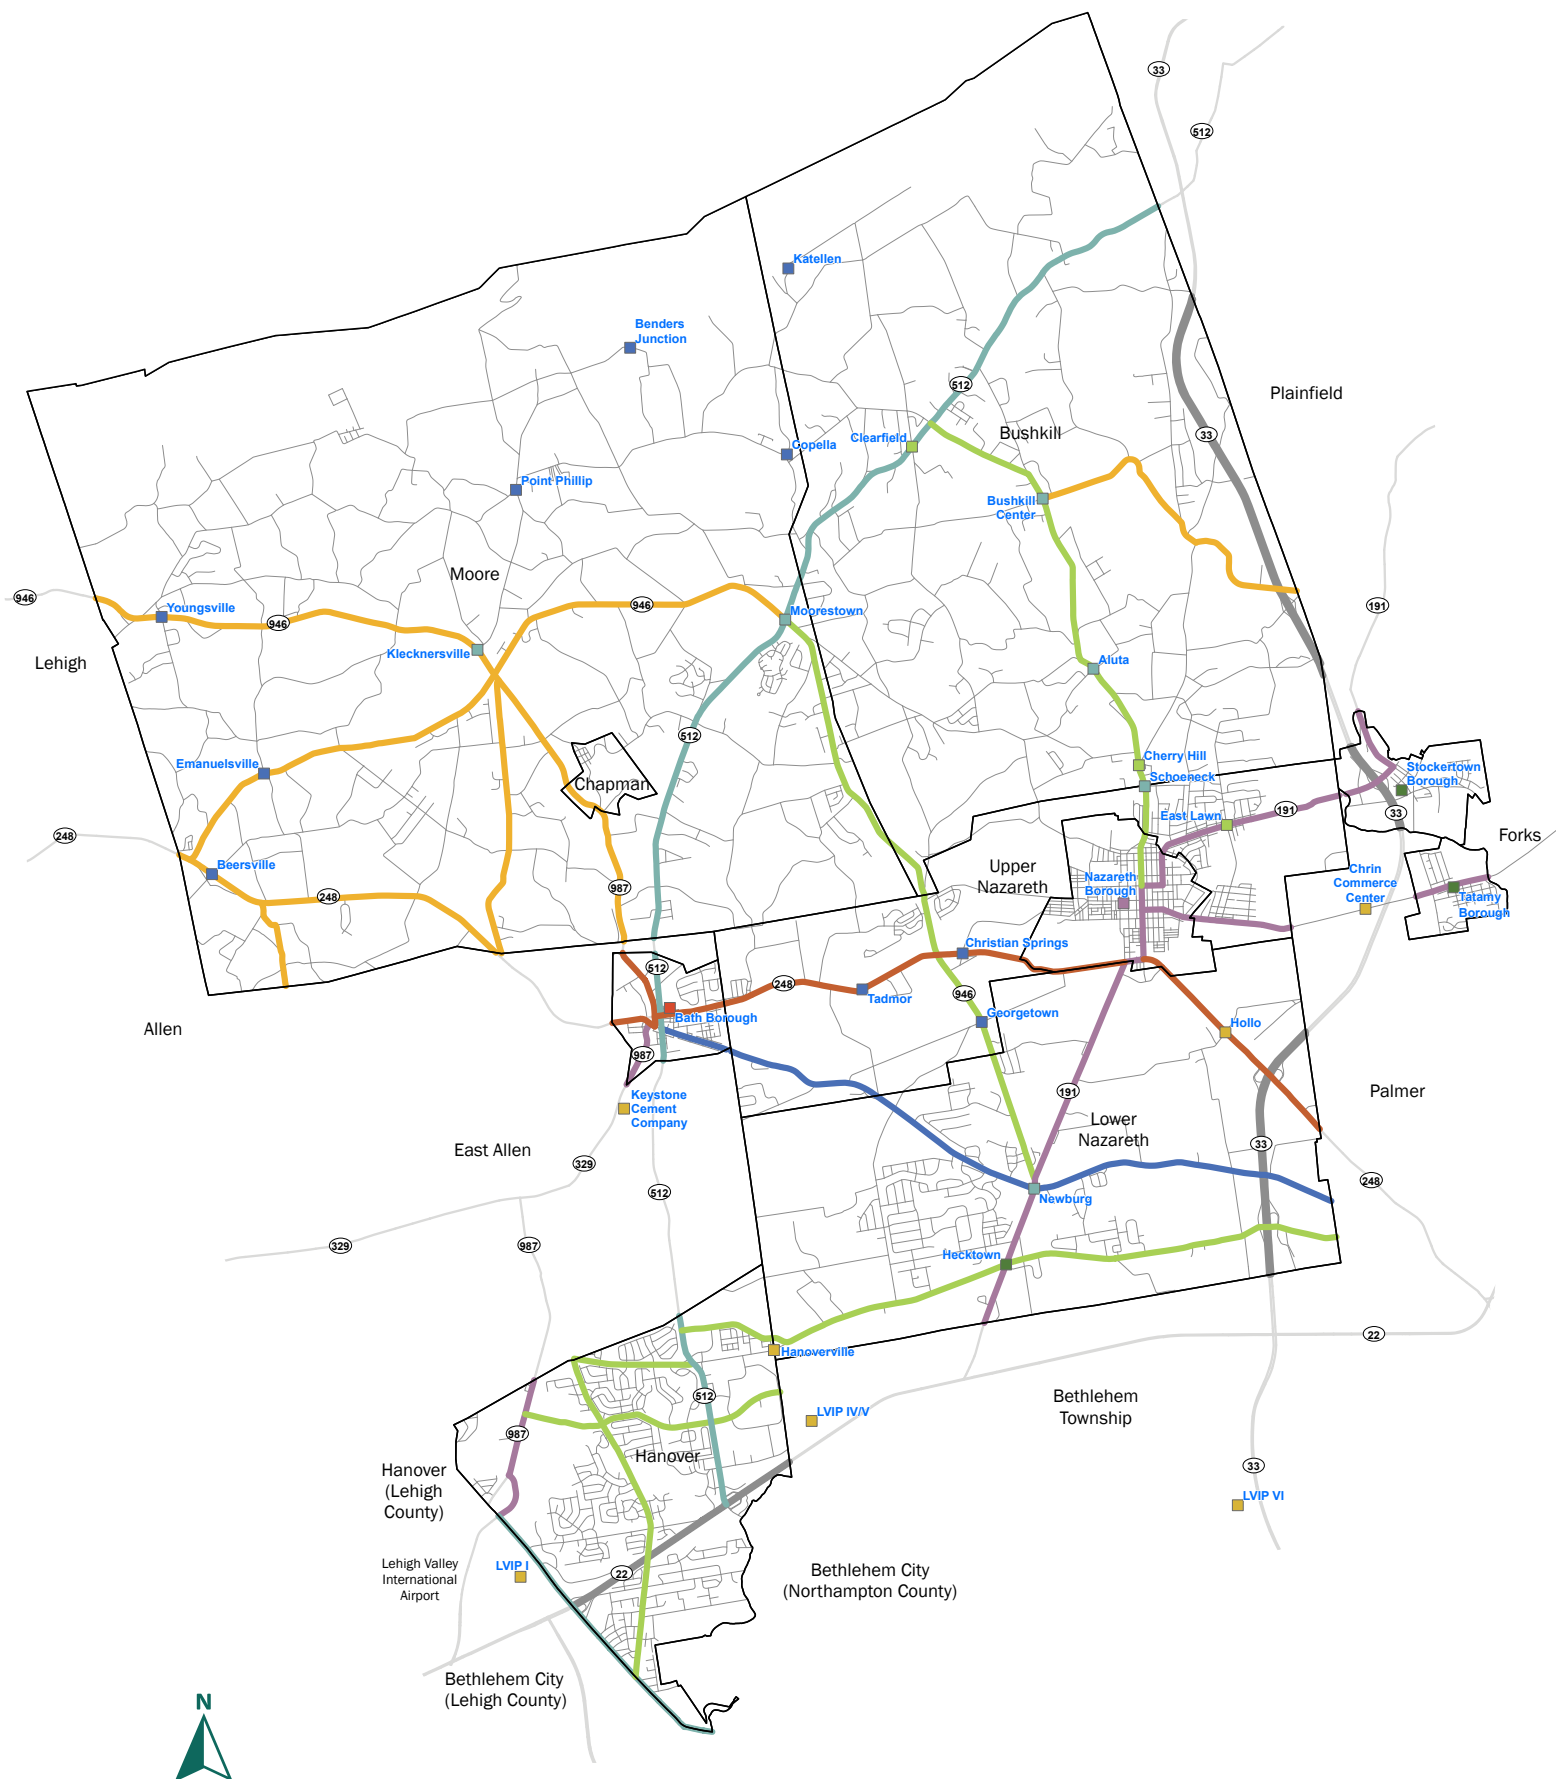 33
512
Katellen
Benders
Junction
512
Plainfield
Clearfield
Bushkill
33
Copella
Point Phillip
Bushkill
Center
Moore
946
Youngsville
946
946
Moorestown
191
Klecknersville
Lehigh
Aluta
512
Emanuelsville
Cherry Hill
Schoeneck
Stockertown
Borough
Chapman
East Lawn
191
33
248
Forks
Beersville
Upper
Nazareth
Nazareth
Borough
Chrin
Commerce
Center
987
248
Tatamy
Borough
Christian Springs
512
248
946
Tadmor
Georgetown
Bath Borough
Hollo
Allen
987
Keystone
Cement
Company
191
Palmer
Lower
Nazareth
33
East Allen
329
512
248
Newburg
329
987
Hecktown
22
Hanoverville
512
Bethlehem
Township
LVIP IV/V
987
Hanover
33
Hanover
(Lehigh
County)
LVIP VI
Lehigh Valley
International
Airport
LVIP I
22
Bethlehem City
(Northampton County)
Bethlehem City
(Lehigh County)
N